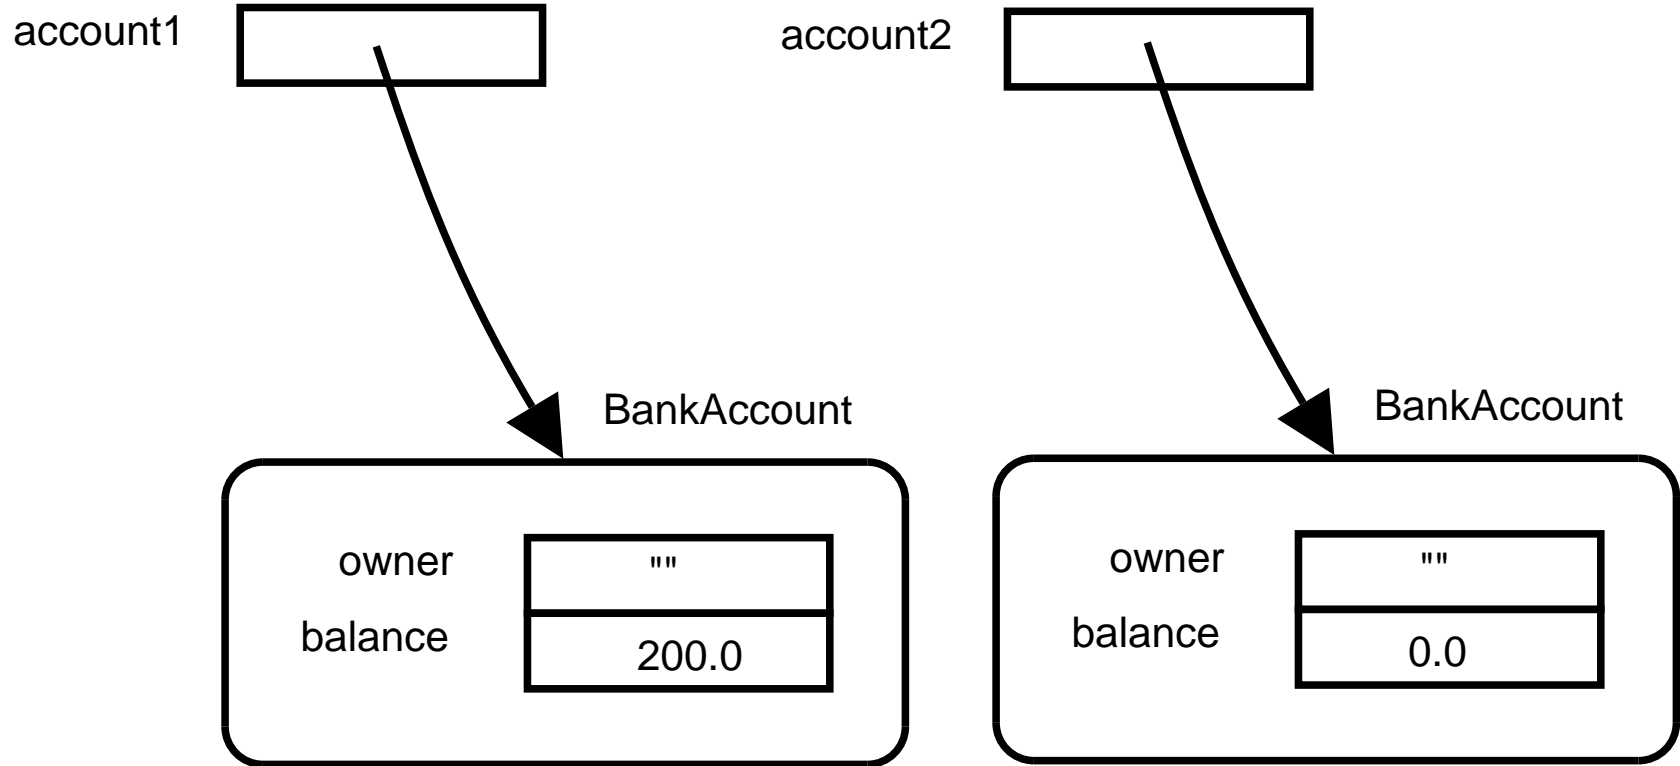 account1
account2
BankAccount
BankAccount
owner ""
balance 200.0
owner ""
balance 0.0